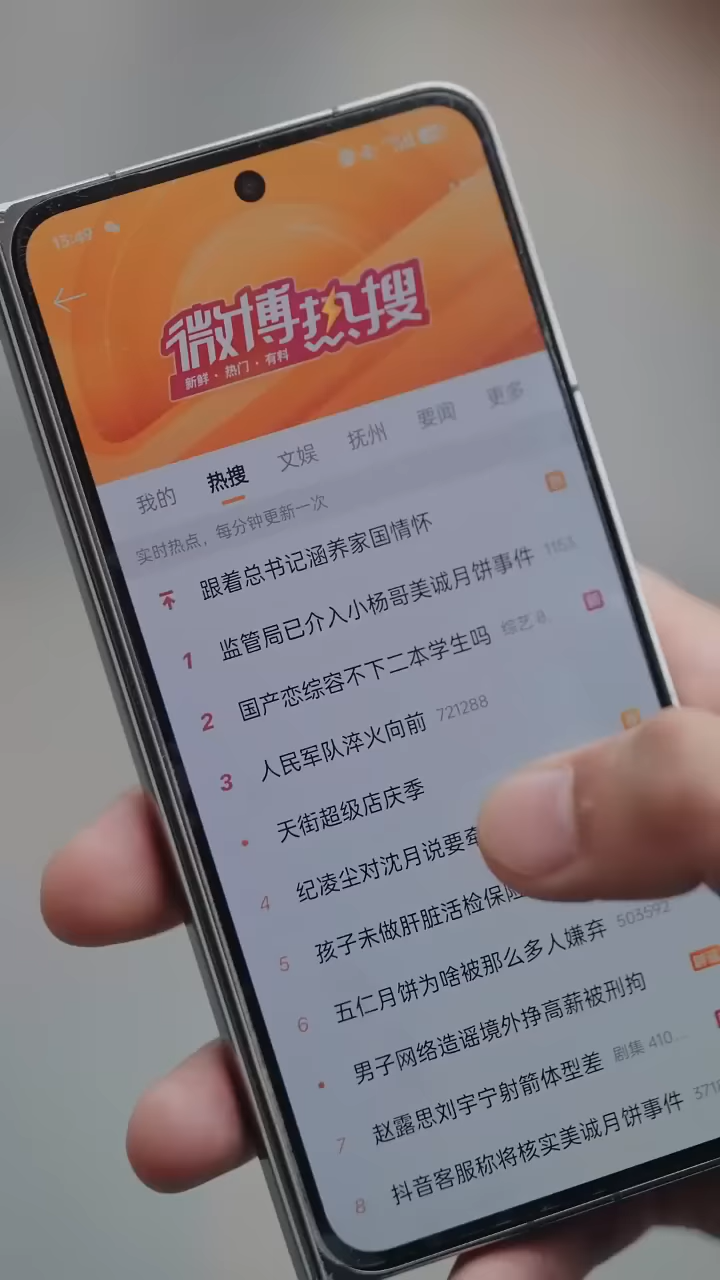 15:49
微博热搜
新鲜·热门·有料
我的 热搜 文娱 抚州 要闻 更多
实时热点，每分钟更新一次
跟着总书记涵养家国情怀
1 监管局已介入小杨哥美诚月饼事件
2 国产恋综容不下二本学生吗 综艺
3 人民军队淬火向前 721288
• 天街超级店庆季
4 纪凌尘对沈月说要牵
5 孩子未做肝脏活检保险
6 五仁月饼为啥被那么多人嫌弃 503592
• 男子网络造谣境外挣高薪被刑拘
7 赵露思刘宇宁射箭体型差 剧集 410...
8 抖音客服称将核实美诚月饼事件